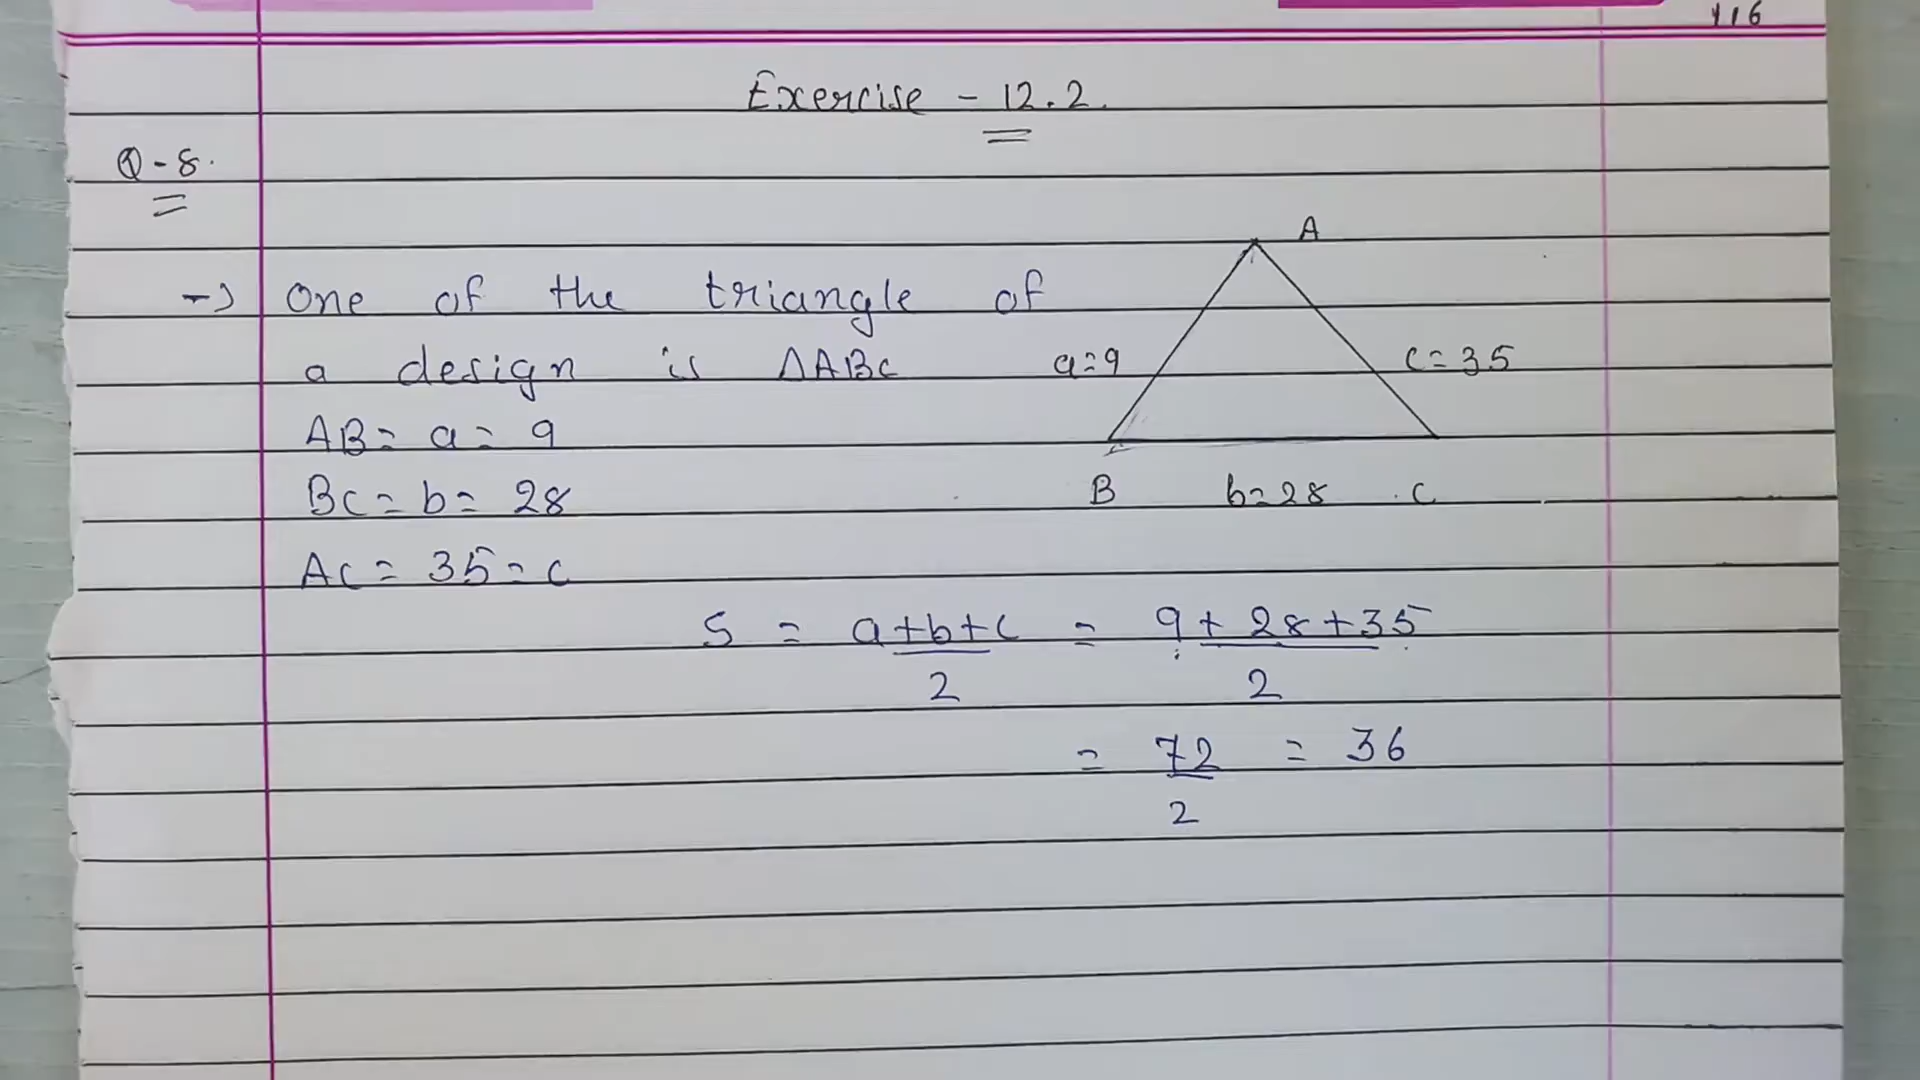 116
Exercise - 12.2.
Q-8.
A
→ One of the triangle of
a design is ΔABC
a=9
c=35
AB= a= 9
BC= b= 28
B
b=28
C
AC= 35=c
S = a+b+c = 9+28+35
2 2
= 72 = 36
2